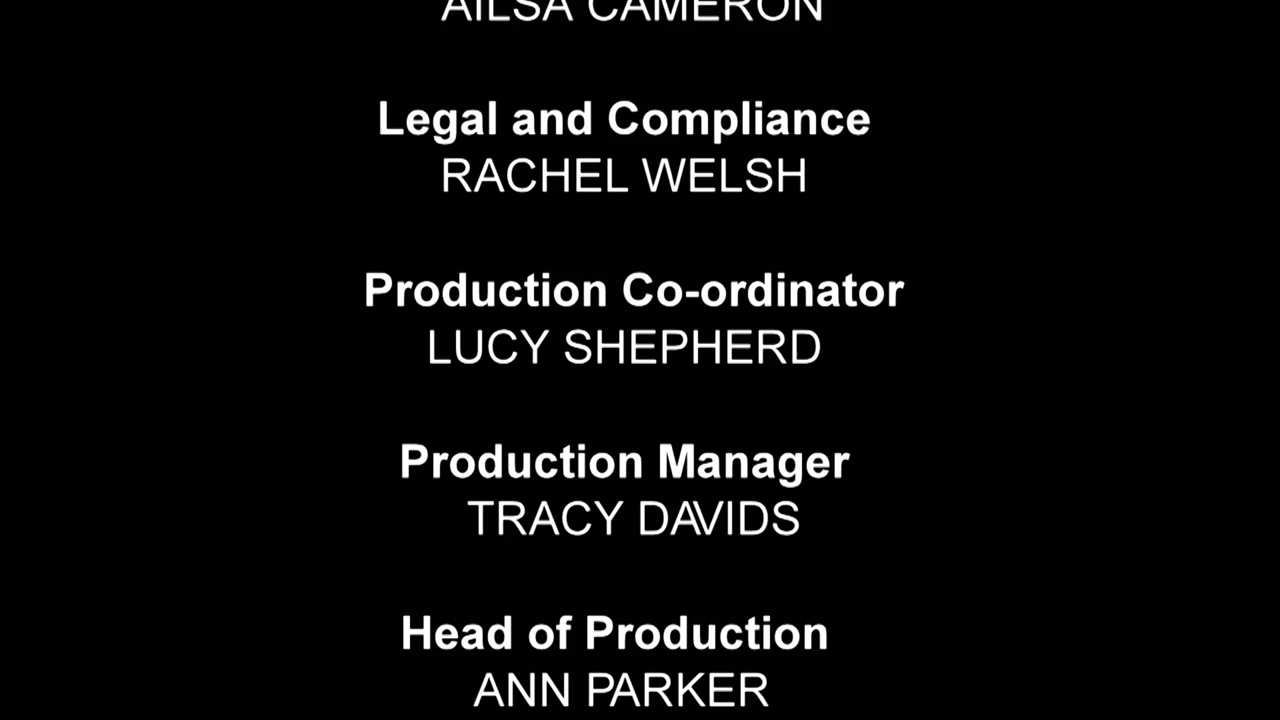 AILSA CAMERON
Legal and Compliance
RACHEL WELSH
Production Co-ordinator
LUCY SHEPHERD
Production Manager
TRACY DAVIDS
Head of Production
ANN PARKER